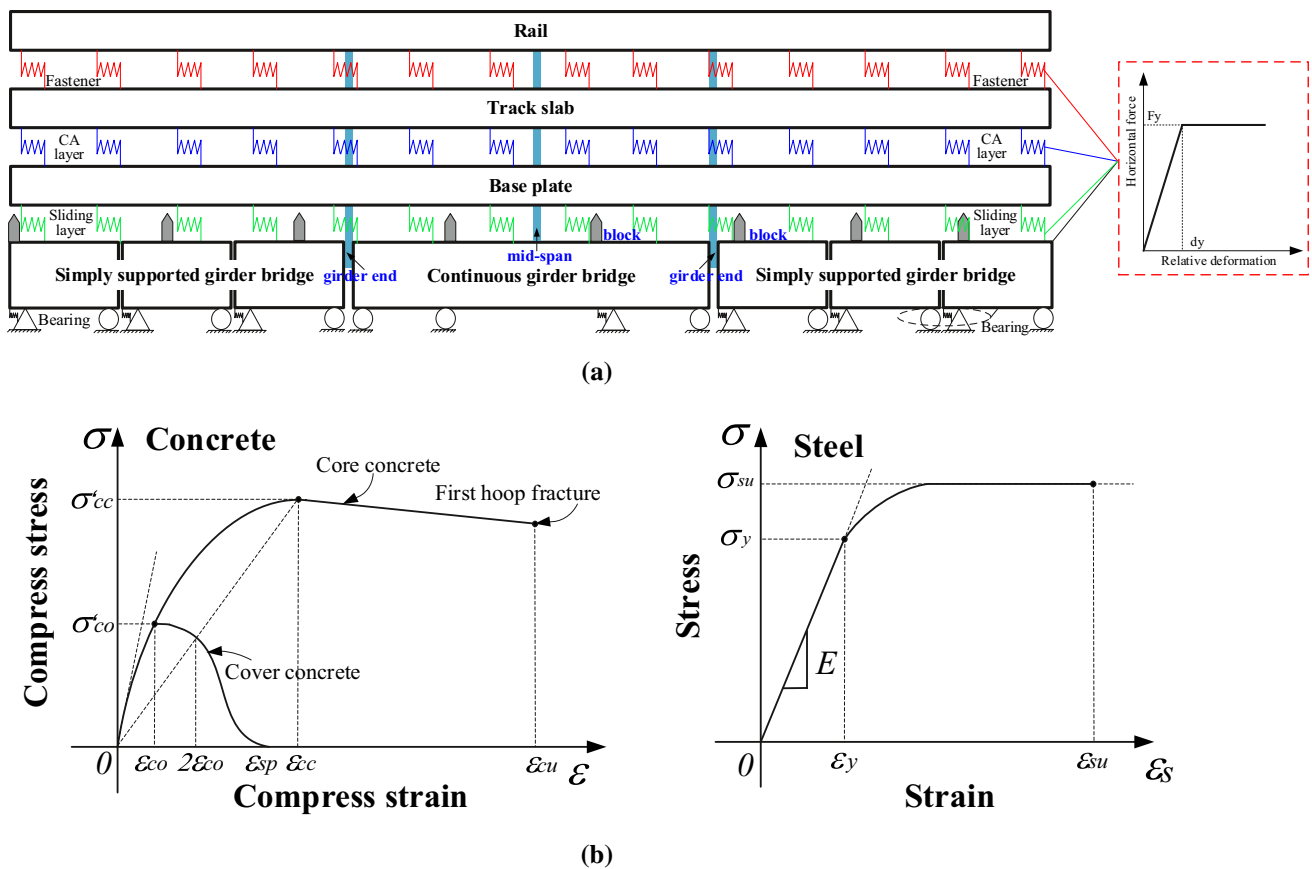 Rail
Fastener
Fastener
Track slab
CA
layer
CA
layer
Base plate
Sliding
layer
block
block
Sliding
layer
mid-span
Simply supported girder bridge
girder end
Continuous girder bridge
girder end
Simply supported girder bridge
Bearing
Bearing
Horizontal force
Fy
dy
Relative deformation
(a)
σ
Concrete
Compress stress
σ'cc
σ'co
Core concrete
First hoop fracture
Cover concrete
0
εco
2εco
εsp
εcc
εcu
ε
Compress strain
σ
Steel
Stress
σsu
σy
E
0
εy
εsu
εs
Strain
(b)